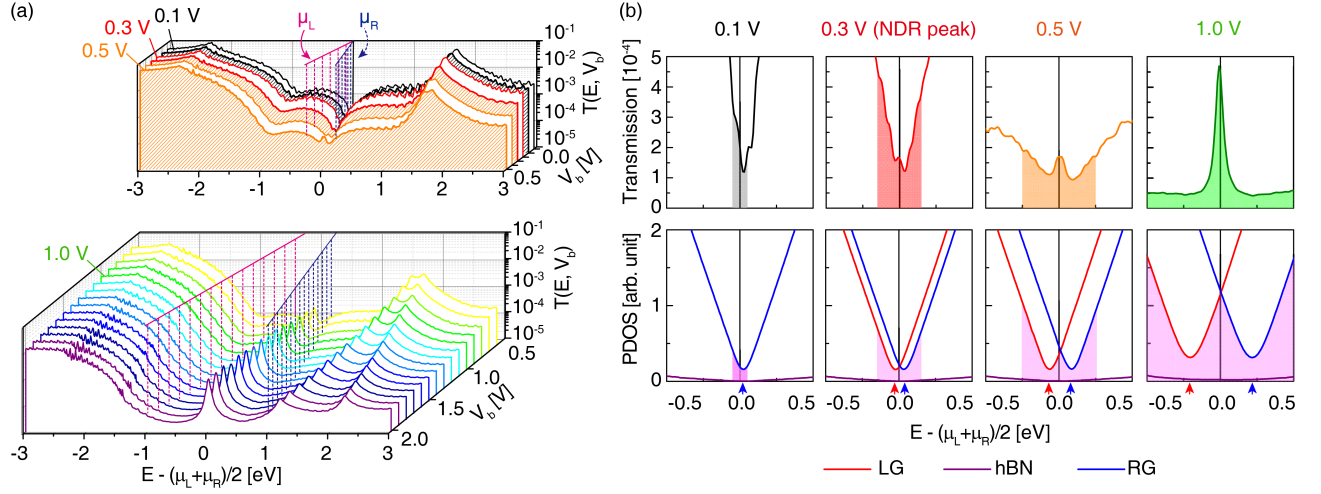 (a)
0.1 V
0.3 V
0.5 V
μL
μR
10-1
10-2
10-3
10-4
10-5
T(E, Vb)
0.0
0.5
Vb [V]
-3
-2
-1
0
1
2
3
1.0 V
10-1
10-2
10-3
10-4
10-5
T(E, Vb)
0.5
1.0
1.5
2.0
Vb [V]
-3
-2
-1
0
1
2
3
E - (μL+μR)/2 [eV]
(b)
0.1 V
0.3 V (NDR peak)
0.5 V
1.0 V
Transmission [10-4]
5
4
3
2
1
0
PDOS [arb. unit]
2
1
0
-0.5 0.0 0.5
-0.5 0.0 0.5
-0.5 0.0 0.5
-0.5 0.0 0.5
E - (μL+μR)/2 [eV]
LG
hBN
RG